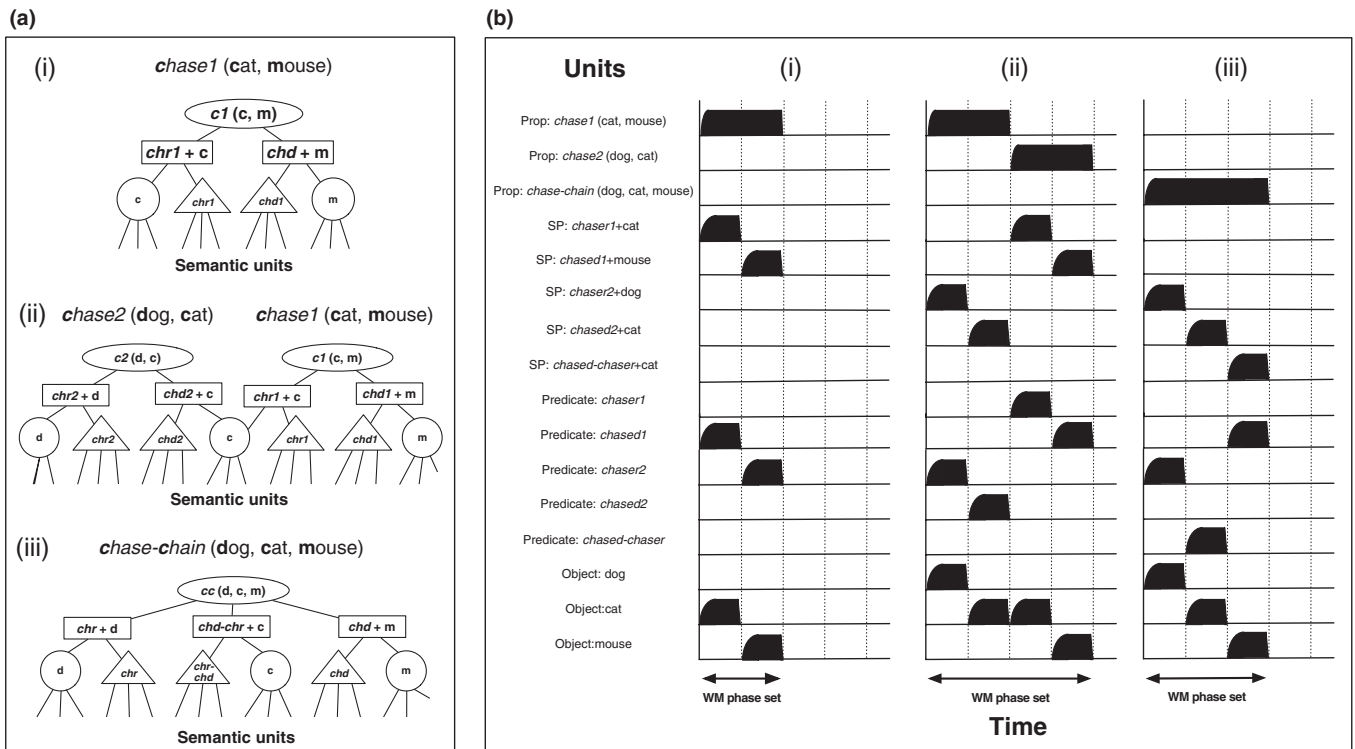 (a)
(i)
chase1 (cat, mouse)
c1 (c, m)
chr1 + c
chd + m
c
chr1
chd1
m
Semantic units
(ii)
chase2 (dog, cat)
chase1 (cat, mouse)
c2 (d, c)
c1 (c, m)
chr2 + d
chd2 + c
chr1 + c
chd1 + m
d
chr2
chd2
c
chr1
chd1
m
Semantic units
(iii)
chase-chain (dog, cat, mouse)
cc (d, c, m)
chr + d
chd-chr + c
chd + m
d
chr
chr-
chd
c
chd
m
Semantic units
(b)
Units
(i)
(ii)
(iii)
Prop: chase1 (cat, mouse)
Prop: chase2 (dog, cat)
Prop: chase-chain (dog, cat, mouse)
SP: chaser1+cat
SP: chased1+mouse
SP: chaser2+dog
SP: chased2+cat
SP: chased-chaser+cat
Predicate: chaser1
Predicate: chased1
Predicate: chaser2
Predicate: chased2
Predicate: chased-chaser
Object: dog
Object:cat
Object:mouse
WM phase set
WM phase set
WM phase set
Time